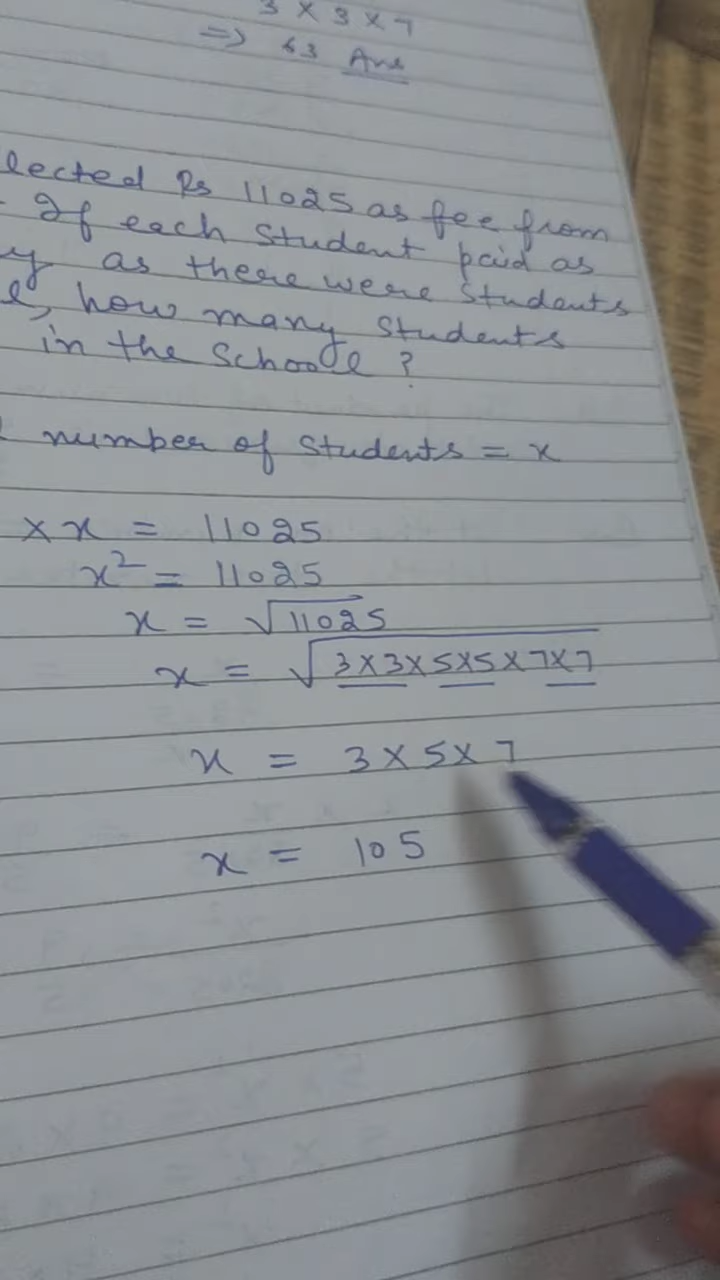 3 × 3 × 7
⇒ 63 Ans
lected Rs 11025 as fee from
If each student paid as
y as there were students
l, how many students
in the Schoole ?
number of students = x
× x = 11025
x² = 11025
x = √11025
x = √3×3×5×5×7×7
x = 3×5×7
x = 105